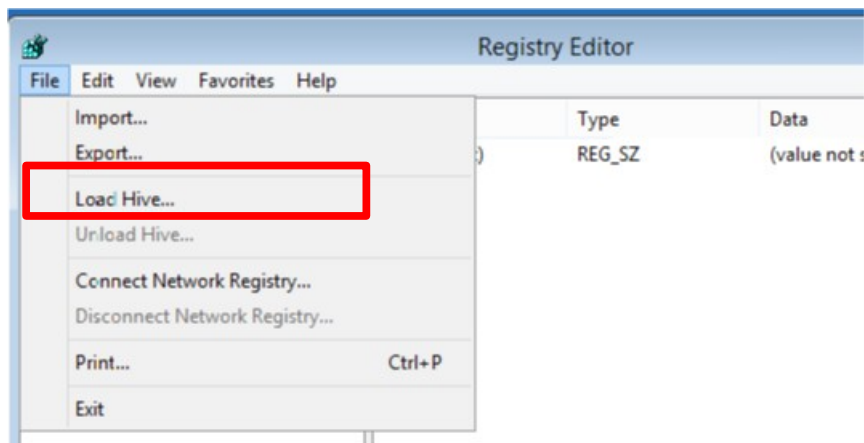 Registry Editor
File Edit View Favorites Help
Import...
Export...
Load Hive...
Unload Hive...
Connect Network Registry...
Disconnect Network Registry...
Print... Ctrl+P
Exit
Type Data
:) REG_SZ (value not s